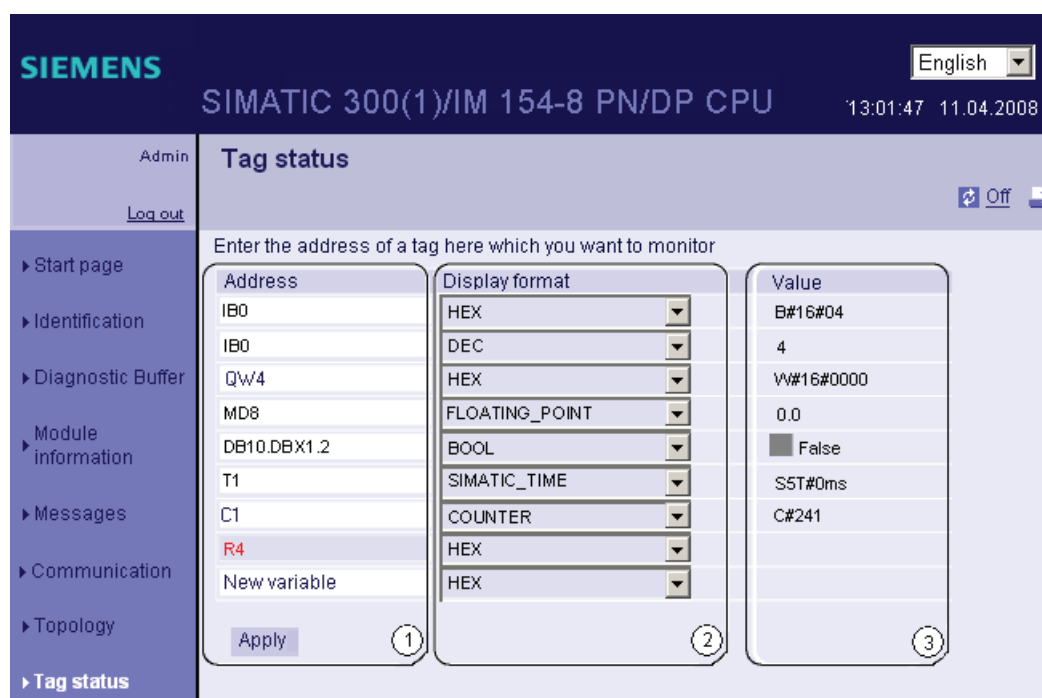 SIEMENS
English
SIMATIC 300(1)/IM 154-8 PN/DP CPU
13:01:47 11.04.2008
Admin
Tag status
Log out
Off
Enter the address of a tag here which you want to monitor
Start page
Identification
Diagnostic Buffer
Module
information
Messages
Communication
Topology
Tag status
Address Display format Value
IB0 HEX B#16#04
IB0 DEC 4
QW4 HEX W#16#0000
MD8 FLOATING_POINT 0.0
DB10.DBX1.2 BOOL False
T1 SIMATIC_TIME S5T#0ms
C1 COUNTER C#241
R4 HEX
New variable HEX
Apply 1 2 3